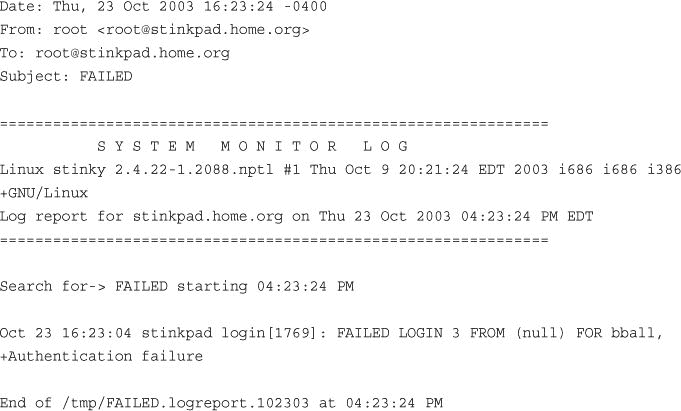 Date: Thu, 23 Oct 2003 16:23:24 -0400
From: root <root@stinkpad.home.org>
To: root@stinkpad.home.org
Subject: FAILED
==============================================================
S Y S T E M   M O N I T O R   L O G
Linux stinky 2.4.22-1.2088.nptl #1 Thu Oct 9 20:21:24 EDT 2003 i686 i686 i386
+GNU/Linux
Log report for stinkpad.home.org on Thu 23 Oct 2003 04:23:24 PM EDT
==============================================================
Search for-> FAILED starting 04:23:24 PM
Oct 23 16:23:04 stinkpad login[1769]: FAILED LOGIN 3 FROM (null) FOR bball,
+Authentication failure
End of /tmp/FAILED.logreport.102303 at 04:23:24 PM